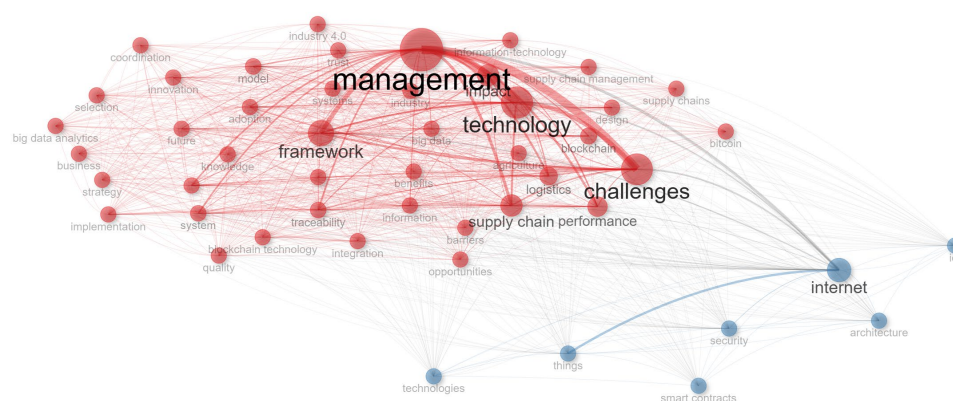 industry 4.0
coordination
trust
information-technology
model
management
supply chain management
innovation
systems
impact
industry
supply chains
selection
adoption
technology
design
big data analytics
future
framework
big data
blockchain
bitcoin
business
knowledge
agriculture
strategy
benefits
logistics
challenges
implementation
system
traceability
information
supply chain
performance
blockchain technology
integration
barriers
quality
opportunities
internet
architecture
security
things
technologies
smart contracts